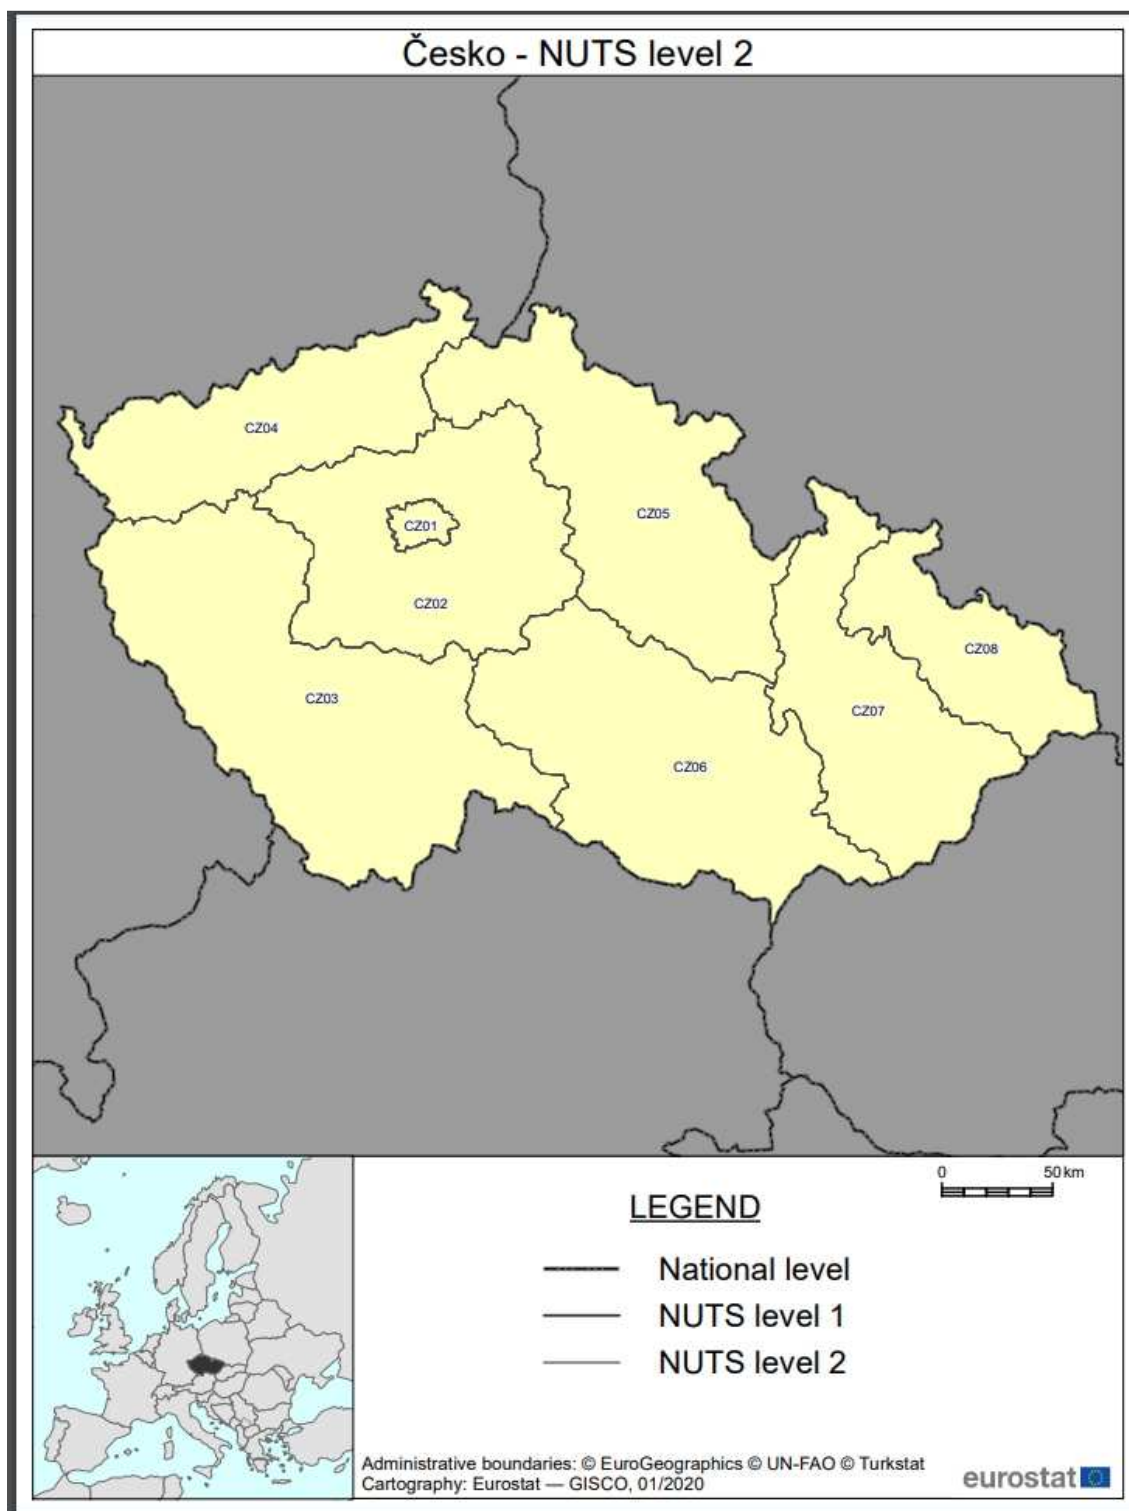 Česko - NUTS level 2
CZ04
CZ01
CZ05
CZ02
CZ08
CZ03
CZ07
CZ06
0 50 km
LEGEND
National level
NUTS level 1
NUTS level 2
Administrative boundaries: © EuroGeographics © UN-FAO © Turkstat
Cartography: Eurostat — GISCO, 01/2020
eurostat